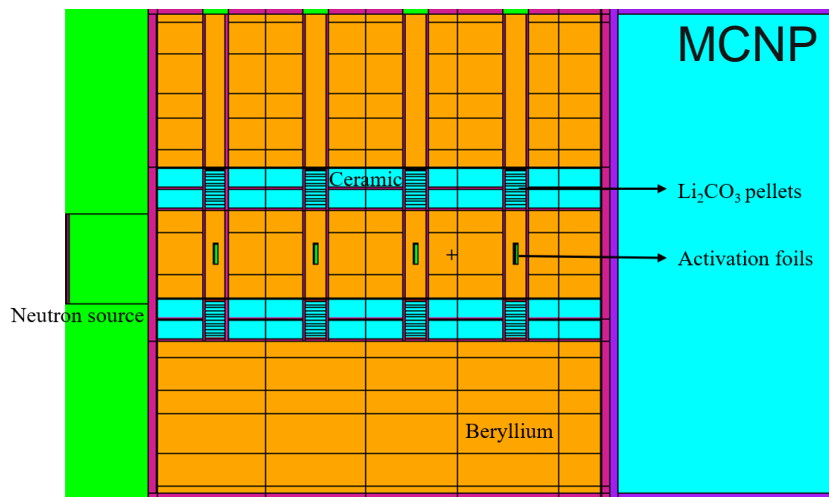 MCNP
Ceramic
Li₂CO₃ pellets
Activation foils
Neutron source
Beryllium